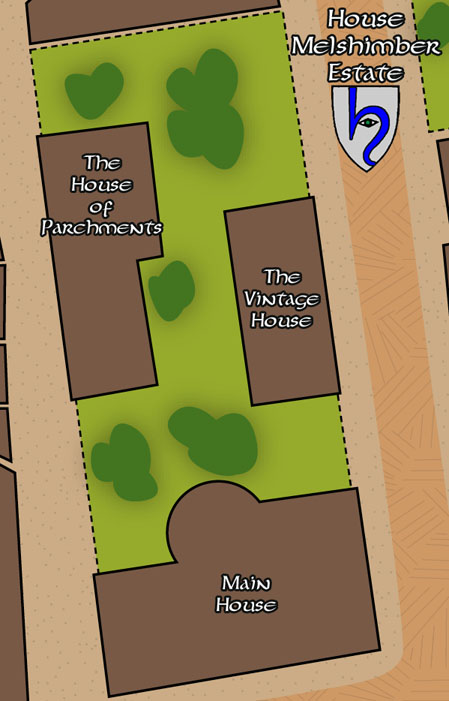 House
Melshimber
Estate
The
House
of
Parchments
The
Vintage
House
Main
House